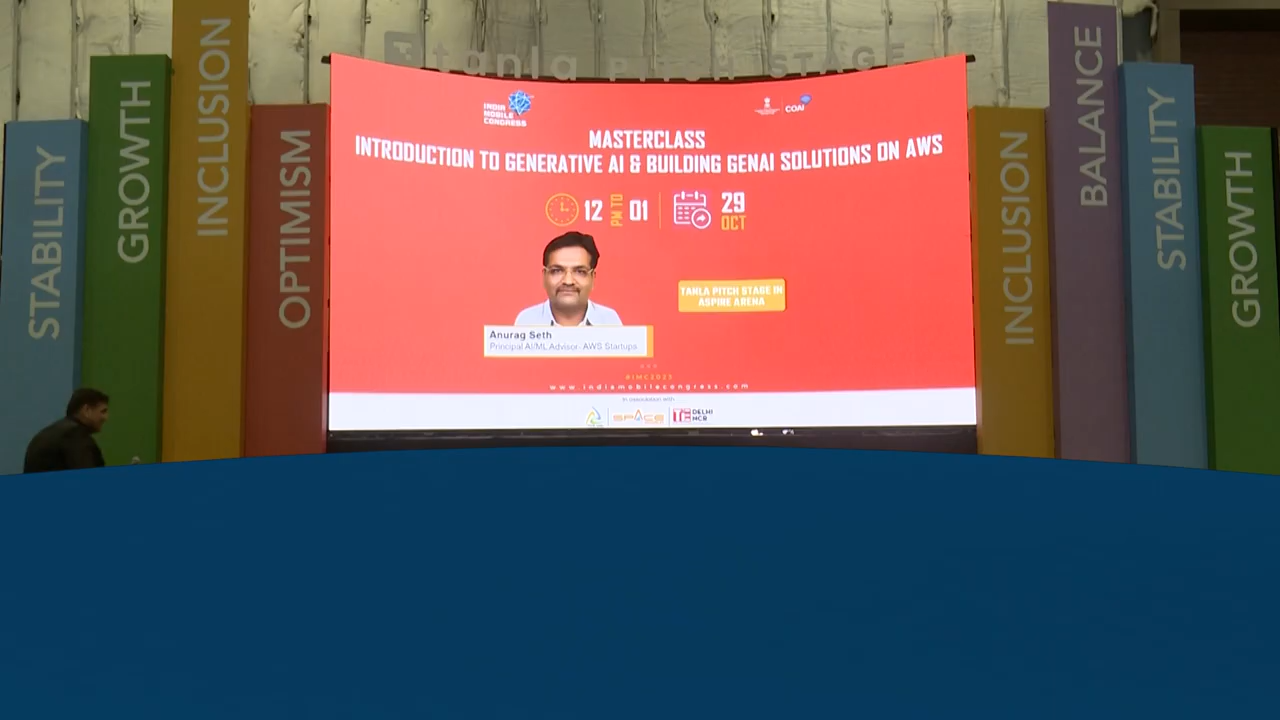 tanla PITCH STAGE
STABILITY
GROWTH
INCLUSION
OPTIMISM
INDIA
MOBILE
CONGRESS
COAI
MASTERCLASS
INTRODUCTION TO GENERATIVE AI & BUILDING GENAI SOLUTIONS ON AWS
12 PM TO 01
29
OCT
TANLA PITCH STAGE IN
ASPIRE ARENA
Anurag Seth
Principal AI/ML Advisor- AWS Startups
#IMC2023
www.indiamobilecongress.com
In association with
SPACE
DELHI
NCR
INCLUSION
BALANCE
STABILITY
GROWTH